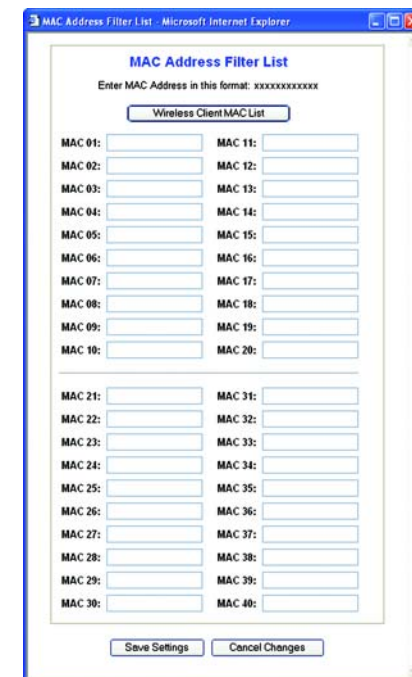 MAC Address Filter List - Microsoft Internet Explorer
MAC Address Filter List
Enter MAC Address in this format: xxxxxxxxxxxx
Wireless Client MAC List
MAC 01: MAC 11:
MAC 02: MAC 12:
MAC 03: MAC 13:
MAC 04: MAC 14:
MAC 05: MAC 15:
MAC 06: MAC 16:
MAC 07: MAC 17:
MAC 08: MAC 18:
MAC 09: MAC 19:
MAC 10: MAC 20:
MAC 21: MAC 31:
MAC 22: MAC 32:
MAC 23: MAC 33:
MAC 24: MAC 34:
MAC 25: MAC 35:
MAC 26: MAC 36:
MAC 27: MAC 37:
MAC 28: MAC 38:
MAC 29: MAC 39:
MAC 30: MAC 40:
Save Settings Cancel Changes